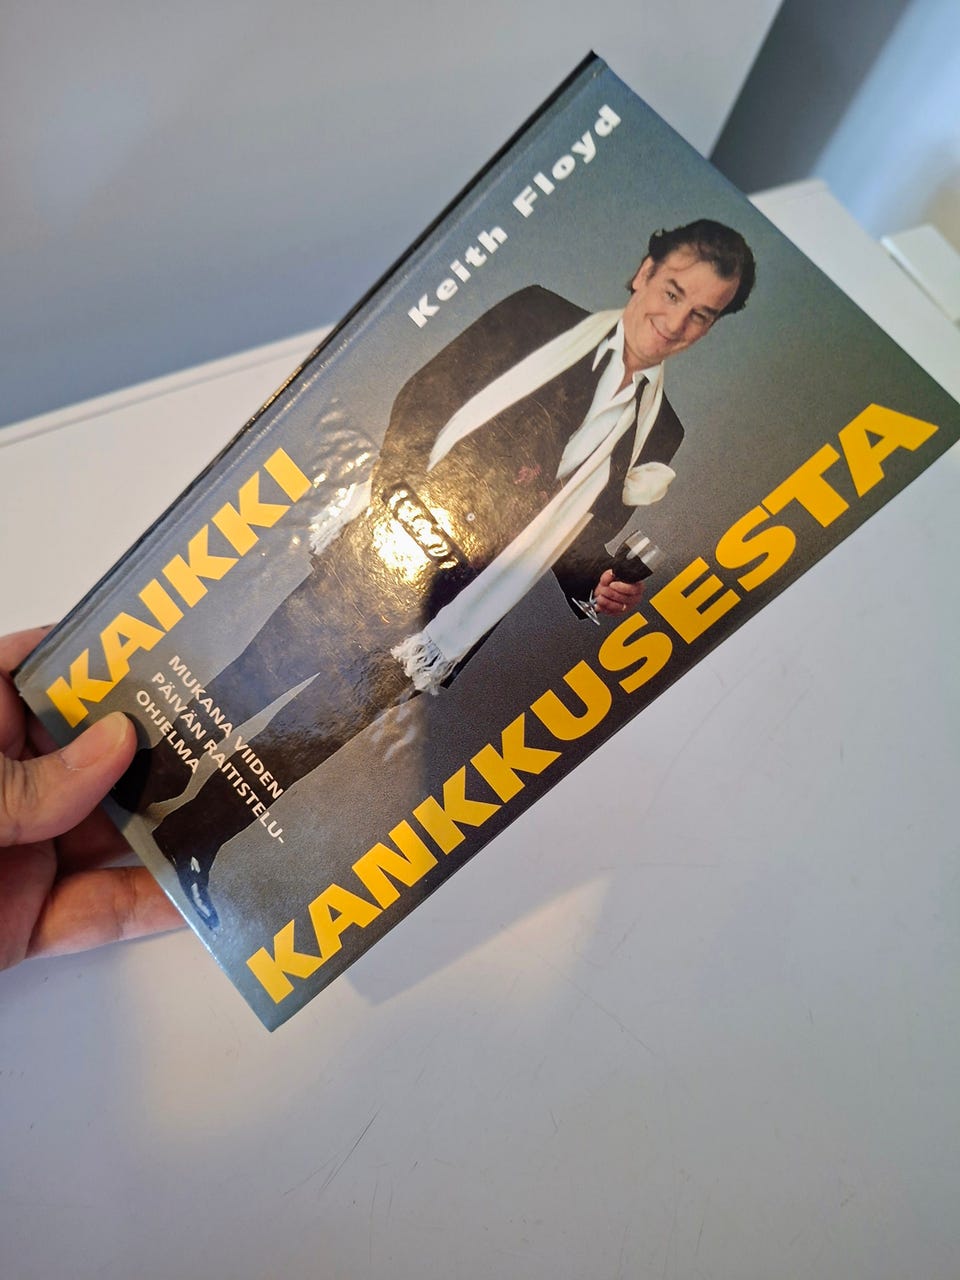 Keith Floyd
KAIKKI
KANKKUSESTA
MUKANA VIIDEN
PÄIVÄN RAITISTELU-
OHJELMA